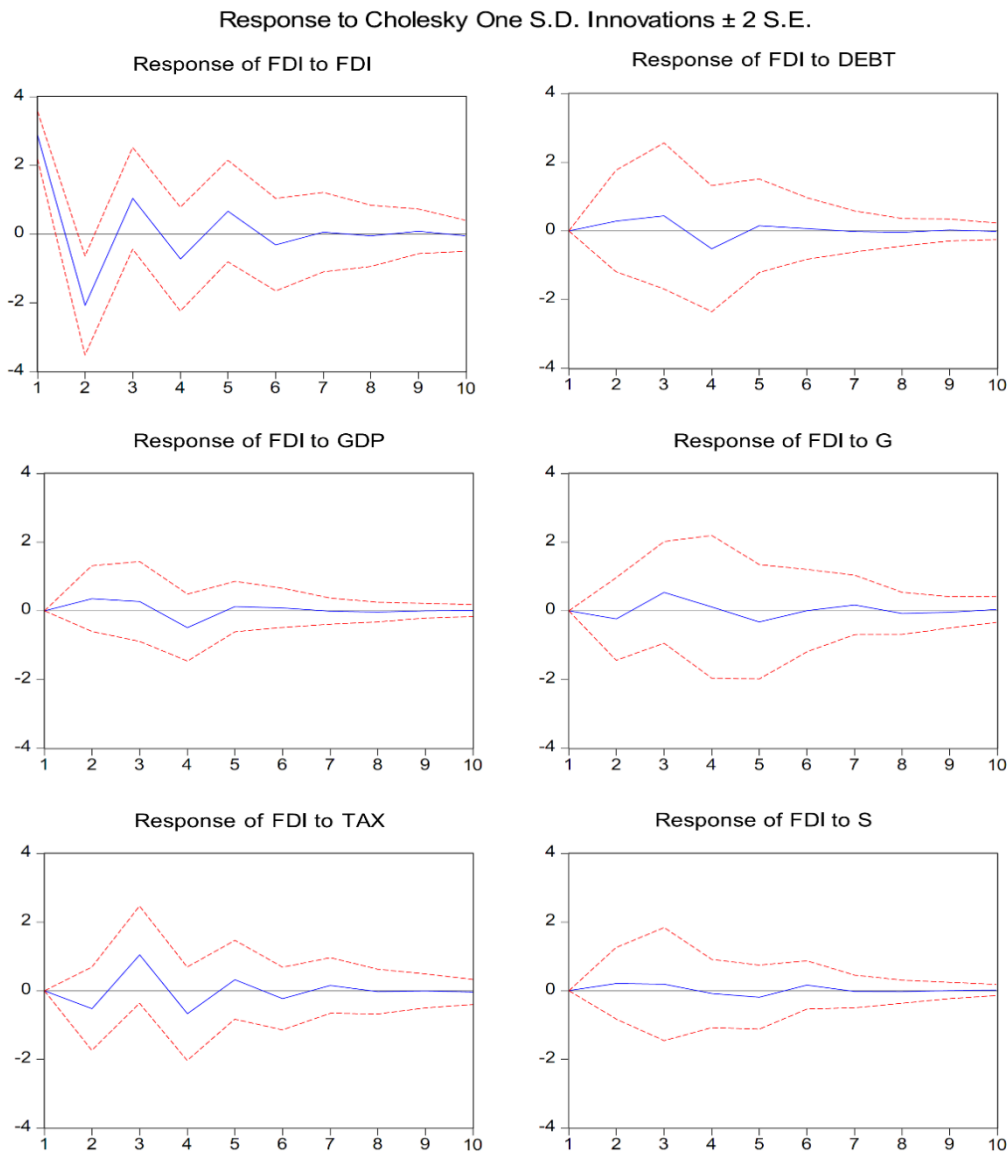 Response to Cholesky One S.D. Innovations ± 2 S.E.
Response of FDI to FDI
4
2
0
-2
-4
1 2 3 4 5 6 7 8 9 10
Response of FDI to DEBT
4
2
0
-2
-4
1 2 3 4 5 6 7 8 9 10
Response of FDI to GDP
4
2
0
-2
-4
1 2 3 4 5 6 7 8 9 10
Response of FDI to G
4
2
0
-2
-4
1 2 3 4 5 6 7 8 9 10
Response of FDI to TAX
4
2
0
-2
-4
1 2 3 4 5 6 7 8 9 10
Response of FDI to S
4
2
0
-2
-4
1 2 3 4 5 6 7 8 9 10